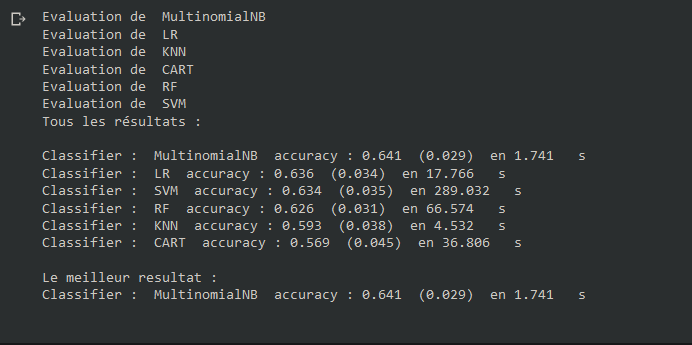 Evaluation de  MultinomialNB
Evaluation de  LR
Evaluation de  KNN
Evaluation de  CART
Evaluation de  RF
Evaluation de  SVM
Tous les résultats :
Classifier :  MultinomialNB  accuracy : 0.641  (0.029)  en 1.741   s
Classifier :  LR  accuracy : 0.636  (0.034)  en 17.766   s
Classifier :  SVM  accuracy : 0.634  (0.035)  en 289.032   s
Classifier :  RF  accuracy : 0.626  (0.031)  en 66.574   s
Classifier :  KNN  accuracy : 0.593  (0.038)  en 4.532   s
Classifier :  CART  accuracy : 0.569  (0.045)  en 36.806   s
Le meilleur resultat :
Classifier :  MultinomialNB  accuracy : 0.641  (0.029)  en 1.741   s